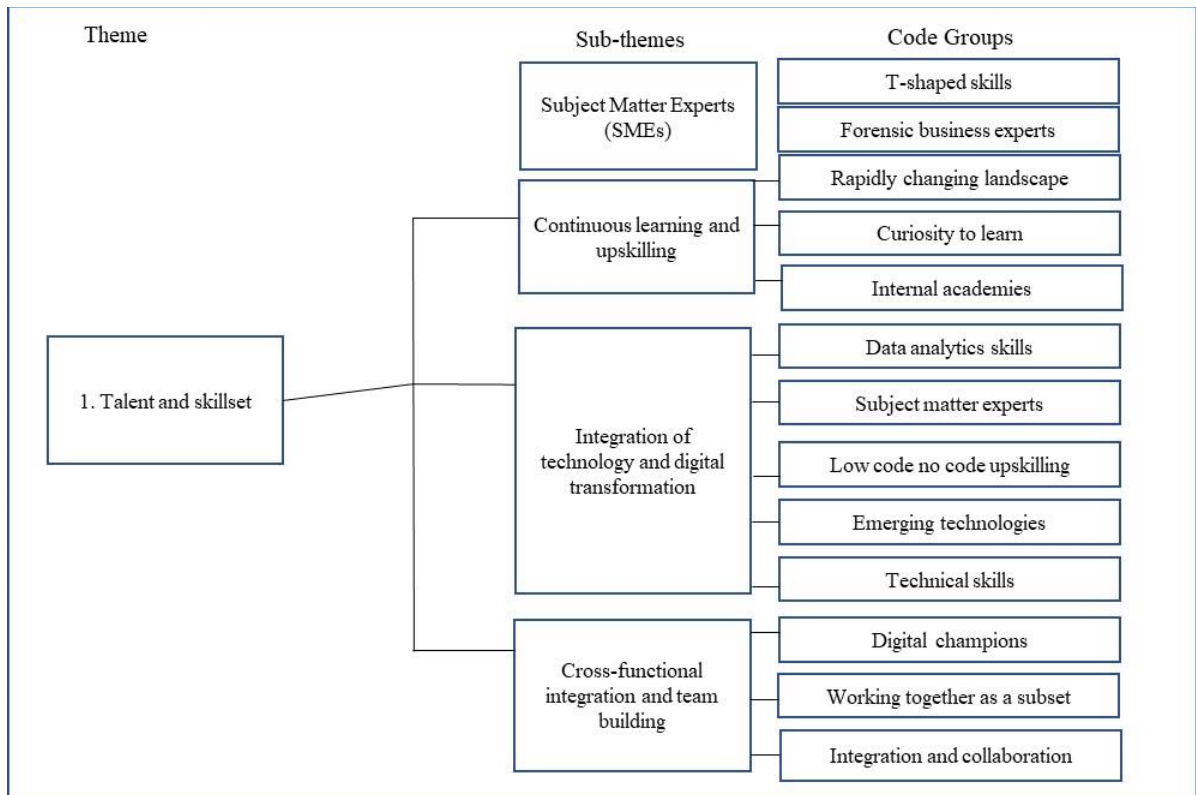 Theme
Sub-themes
Code Groups
Subject Matter Experts
(SMEs)
T-shaped skills
Forensic business experts
Continuous learning and
upskilling
Rapidly changing landscape
Curiosity to learn
Internal academies
1. Talent and skillset
Integration of
technology and digital
transformation
Data analytics skills
Subject matter experts
Low code no code upskilling
Emerging technologies
Technical skills
Cross-functional
integration and team
building
Digital champions
Working together as a subset
Integration and collaboration